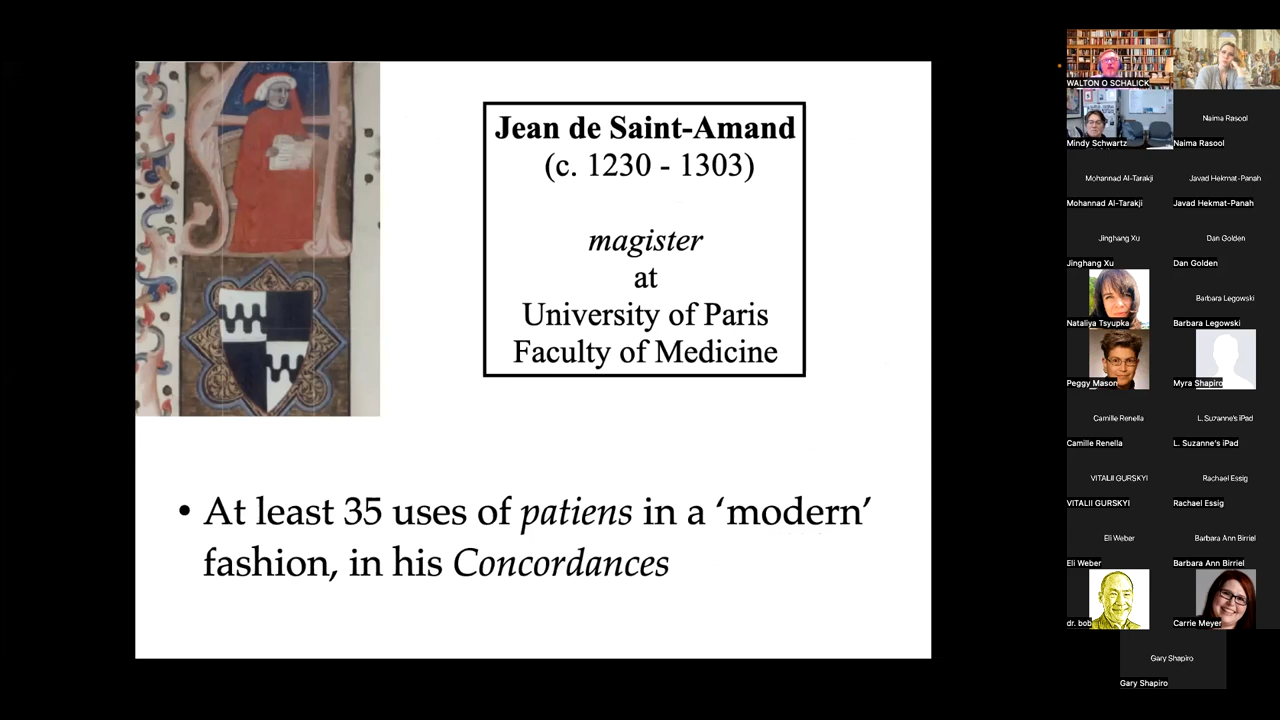 Jean de Saint-Amand
(c. 1230 - 1303)
magister
at
University of Paris
Faculty of Medicine
• At least 35 uses of patiens in a ‘modern’
fashion, in his Concordances
WALTON O SCHALICK
Mindy Schwartz
Naima Rasool
Naima Rasool
Mohannad Al-Tarakji
Mohannad Al-Tarakji
Javad Hekmat-Panah
Javad Hekmat-Panah
Jinghang Xu
Jinghang Xu
Dan Golden
Dan Golden
Nataliya Tsyupka
Barbara Legowski
Barbara Legowski
Peggy Mason
Myra Shapiro
Camille Renella
Camille Renella
L. Suzanne's iPad
L. Suzanne's iPad
VITALII GURSKYI
VITALII GURSKYI
Rachael Essig
Rachael Essig
Eli Weber
Eli Weber
Barbara Ann Birriel
Barbara Ann Birriel
dr. bob
Carrie Meyer
Gary Shapiro
Gary Shapiro